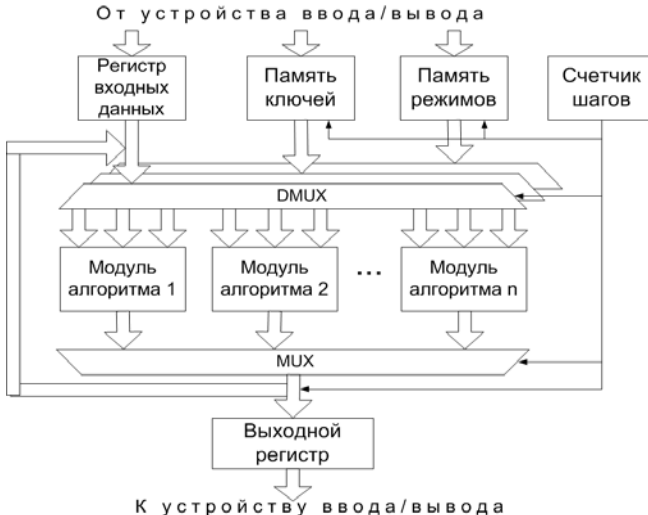 От устройства ввода/вывода
Регистр
входных
данных
Память
ключей
Память
режимов
Счетчик
шагов
DMUX
Модуль
алгоритма 1
Модуль
алгоритма 2
...
Модуль
алгоритма n
MUX
Выходной
регистр
К устройству ввода/вывода